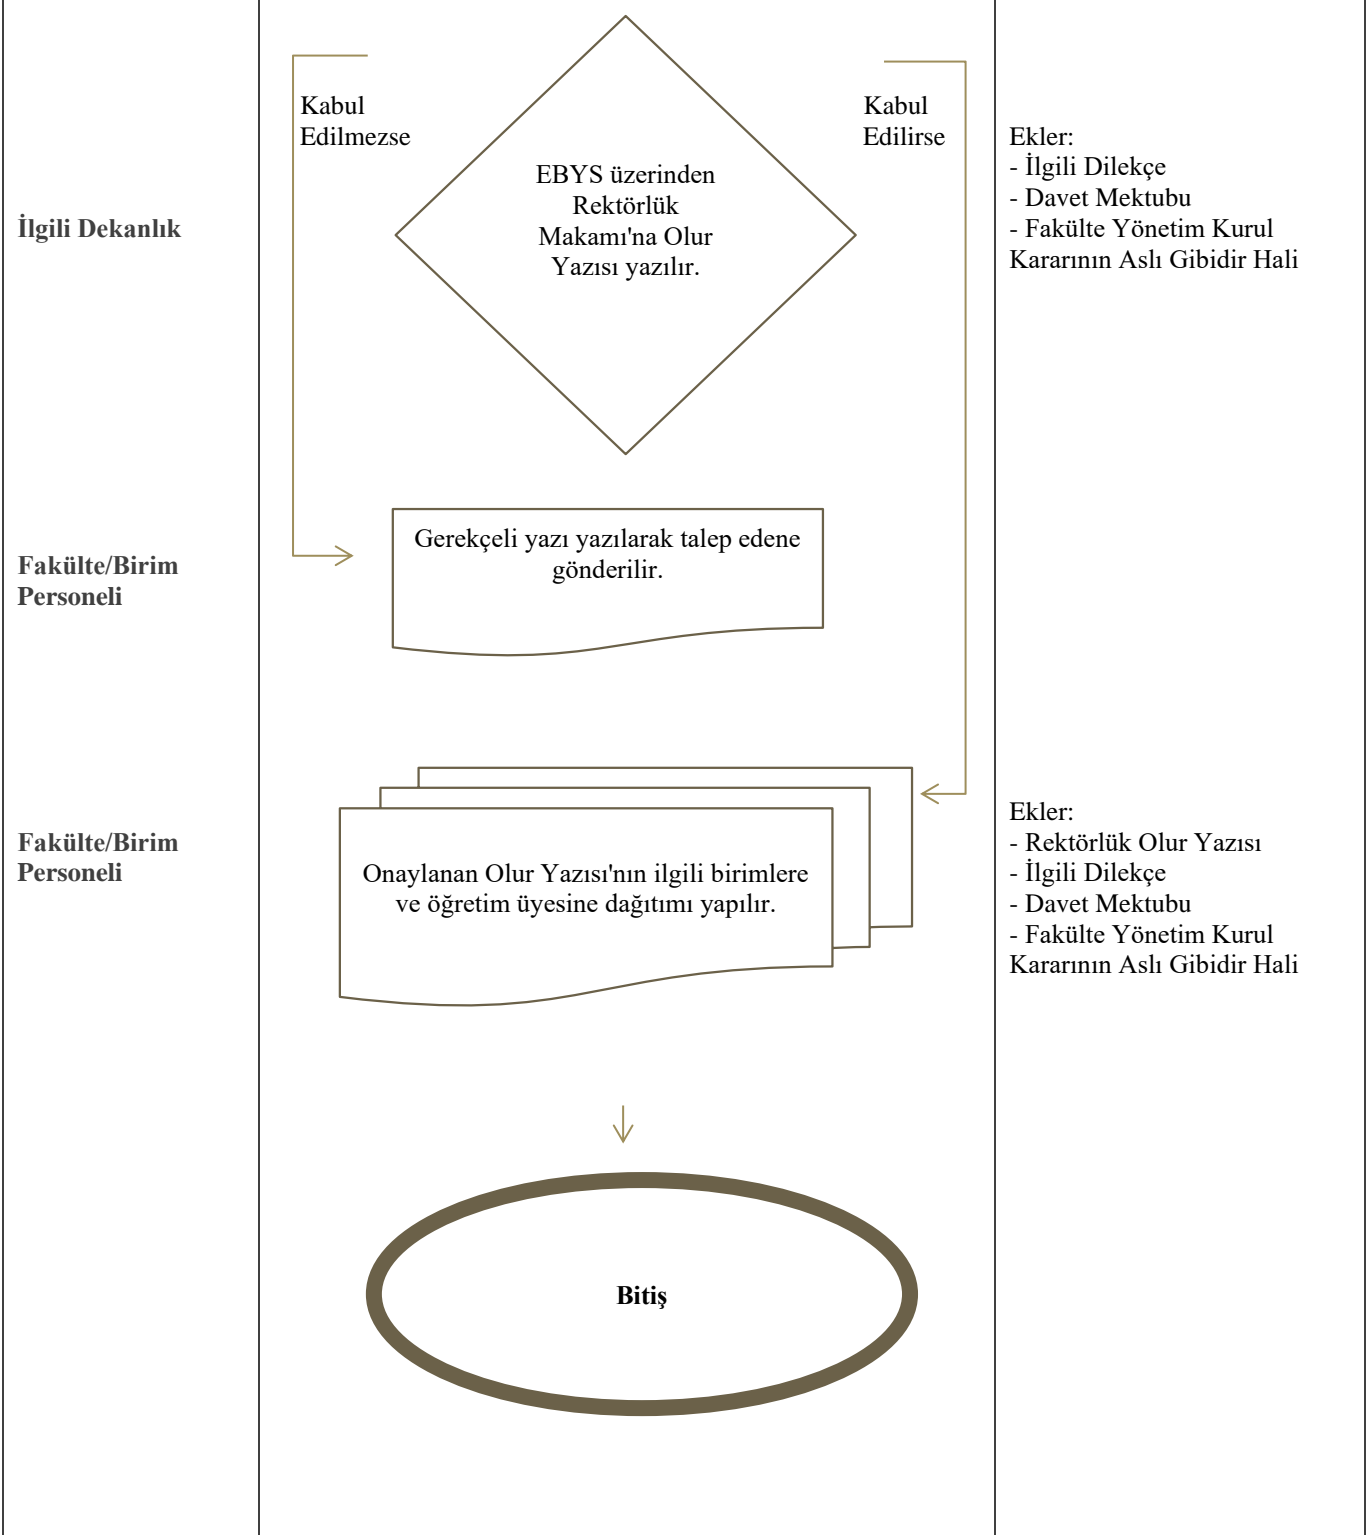 Kabul
Edilmezse
Kabul
Edilirse
İlgili Dekanlık
EBYS üzerinden
Rektörlük
Makamı'na Olur
Yazısı yazılır.
Ekler:
- İlgili Dilekçe
- Davet Mektubu
- Fakülte Yönetim Kurul
Kararının Aslı Gibidir Hali
Fakülte/Birim
Personeli
Gerekçeli yazı yazılarak talep edene
gönderilir.
Fakülte/Birim
Personeli
Onaylanan Olur Yazısı'nın ilgili birimlere
ve öğretim üyesine dağıtımı yapılır.
Ekler:
- Rektörlük Olur Yazısı
- İlgili Dilekçe
- Davet Mektubu
- Fakülte Yönetim Kurul
Kararının Aslı Gibidir Hali
Bitiş